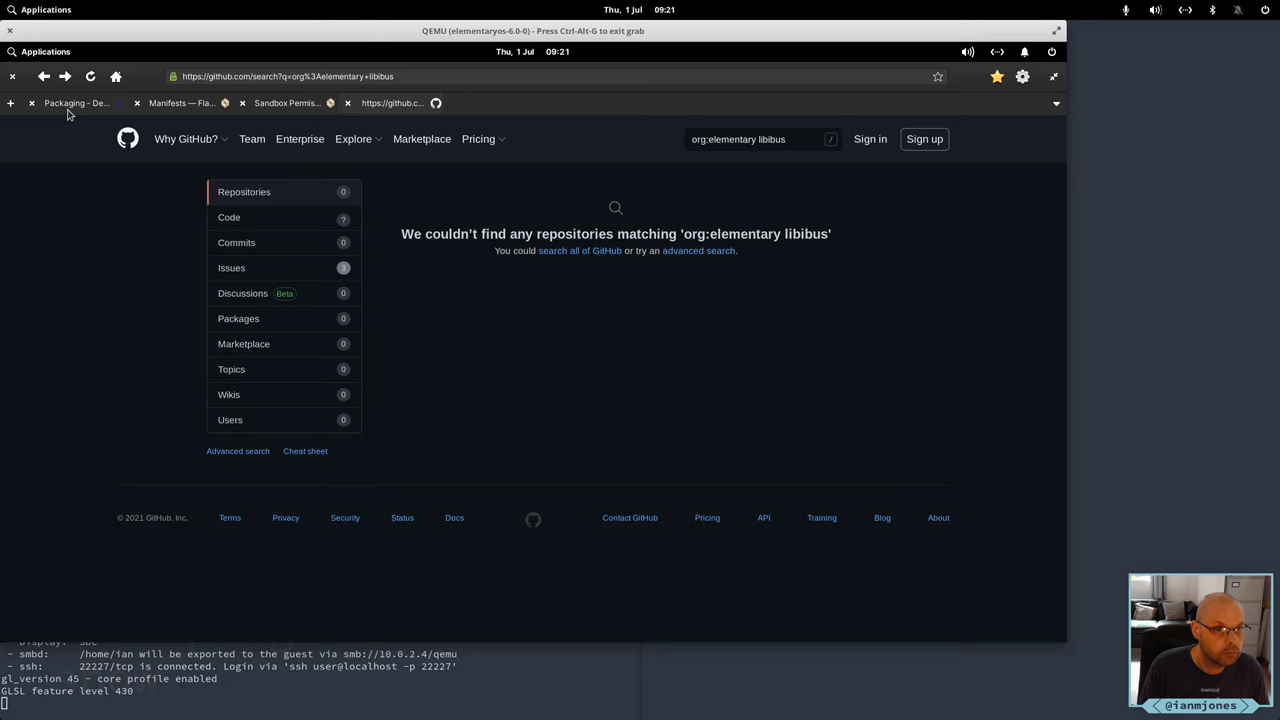 Applications
Thu, 1 Jul 09:21
QEMU (elementaryos-6.0-0) - Press Ctrl-Alt-G to exit grab
Applications
Thu, 1 Jul 09:21
https://github.com/search?q=org%3Aelementary+libibus
Packaging - De...
Manifests — Fla...
Sandbox Permis...
https://github.c...
Why GitHub?
Team
Enterprise
Explore
Marketplace
Pricing
org:elementary libibus
/
Sign in
Sign up
Repositories 0
Code ?
Commits 0
Issues 3
Discussions Beta 0
Packages 0
Marketplace 0
Topics 0
Wikis 0
Users 0
Advanced search
Cheat sheet
We couldn’t find any repositories matching 'org:elementary libibus'
You could search all of GitHub or try an advanced search.
© 2021 GitHub, Inc.
Terms
Privacy
Security
Status
Docs
Contact GitHub
Pricing
API
Training
Blog
About
- smbd: /home/ian will be exported to the guest via smb://10.0.2.4/qemu
- ssh: 22227/tcp is connected. Login via 'ssh user@localhost -p 22227'
gl_version 45 - core profile enabled
GLSL feature level 430
@ianmjones